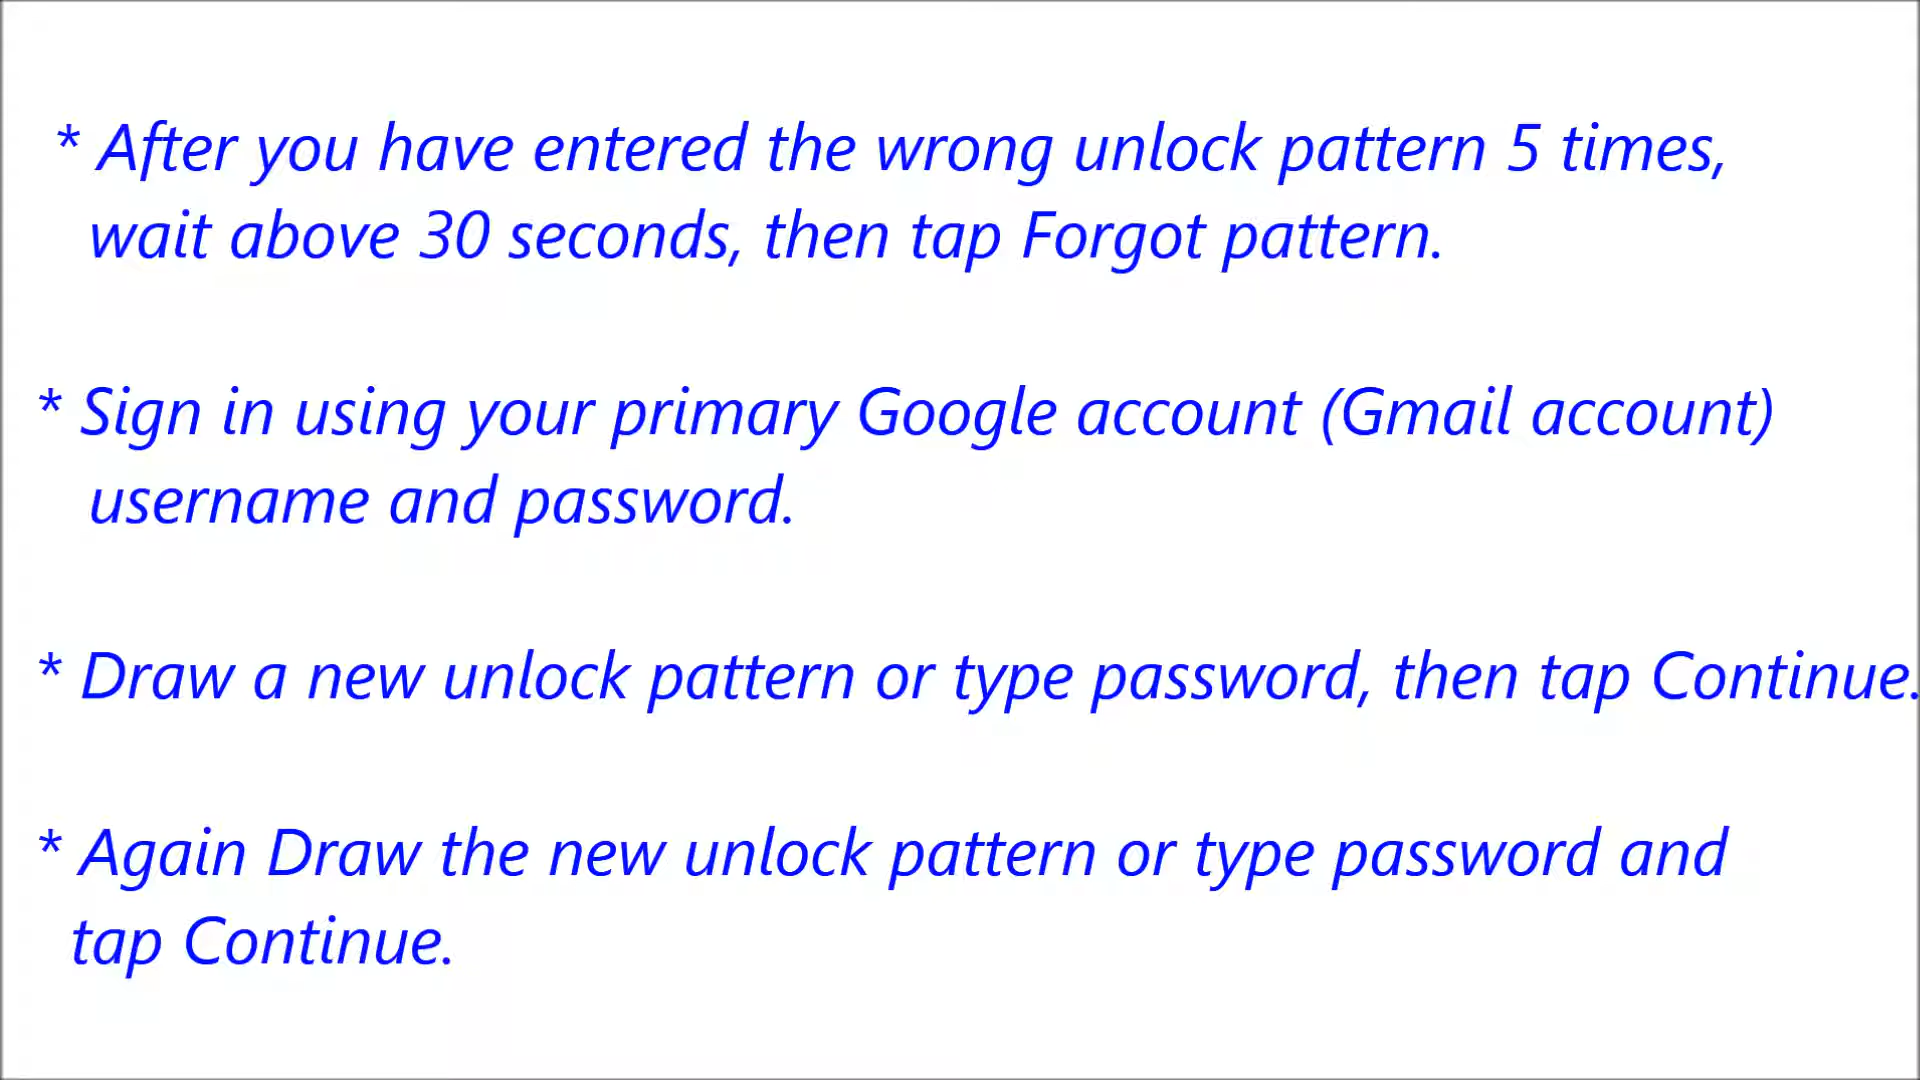 * After you have entered the wrong unlock pattern 5 times,
wait above 30 seconds, then tap Forgot pattern.
* Sign in using your primary Google account (Gmail account)
username and password.
* Draw a new unlock pattern or type password, then tap Continue.
* Again Draw the new unlock pattern or type password and
tap Continue.